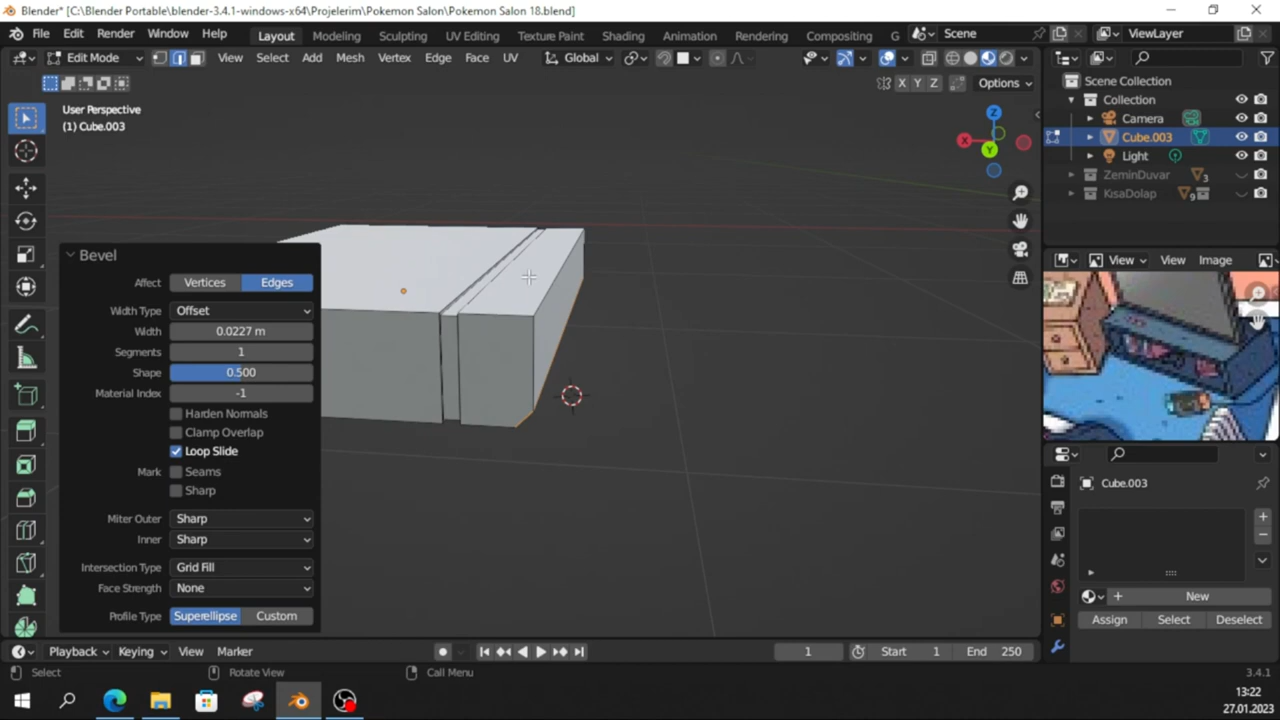 Blender* [C:\Blender Portable\blender-3.4.1-windows-x64\Projelerim\Pokemon Salon\Pokemon Salon 18.blend]
File Edit Render Window Help Layout Modeling Sculpting UV Editing Texture Paint Shading Animation Rendering Compositing G Scene ViewLayer
Edit Mode View Select Add Mesh Vertex Edge Face UV Global
X Y Z Options
User Perspective
(1) Cube.003
Z
X
Y
Scene Collection
Collection
Camera
Cube.003
Light
ZeminDuvar 3
KısaDolap 9
Bevel
Affect Vertices Edges
Width Type Offset
Width 0.0227 m
Segments 1
Shape 0.500
Material Index -1
Harden Normals
Clamp Overlap
Loop Slide
Mark Seams
Sharp
Miter Outer Sharp
Inner Sharp
Intersection Type Grid Fill
Face Strength None
Profile Type Superellipse Custom
View View Image
Cube.003
New
Assign Select Deselect
Playback Keying View Marker 1 Start 1 End 250
Select Rotate View Call Menu 3.4.1
13:22
27.01.2023